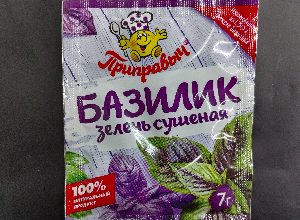 Приправыч
БАЗИЛИК
зелень сушеная
100%
натуральный
продукт
7г